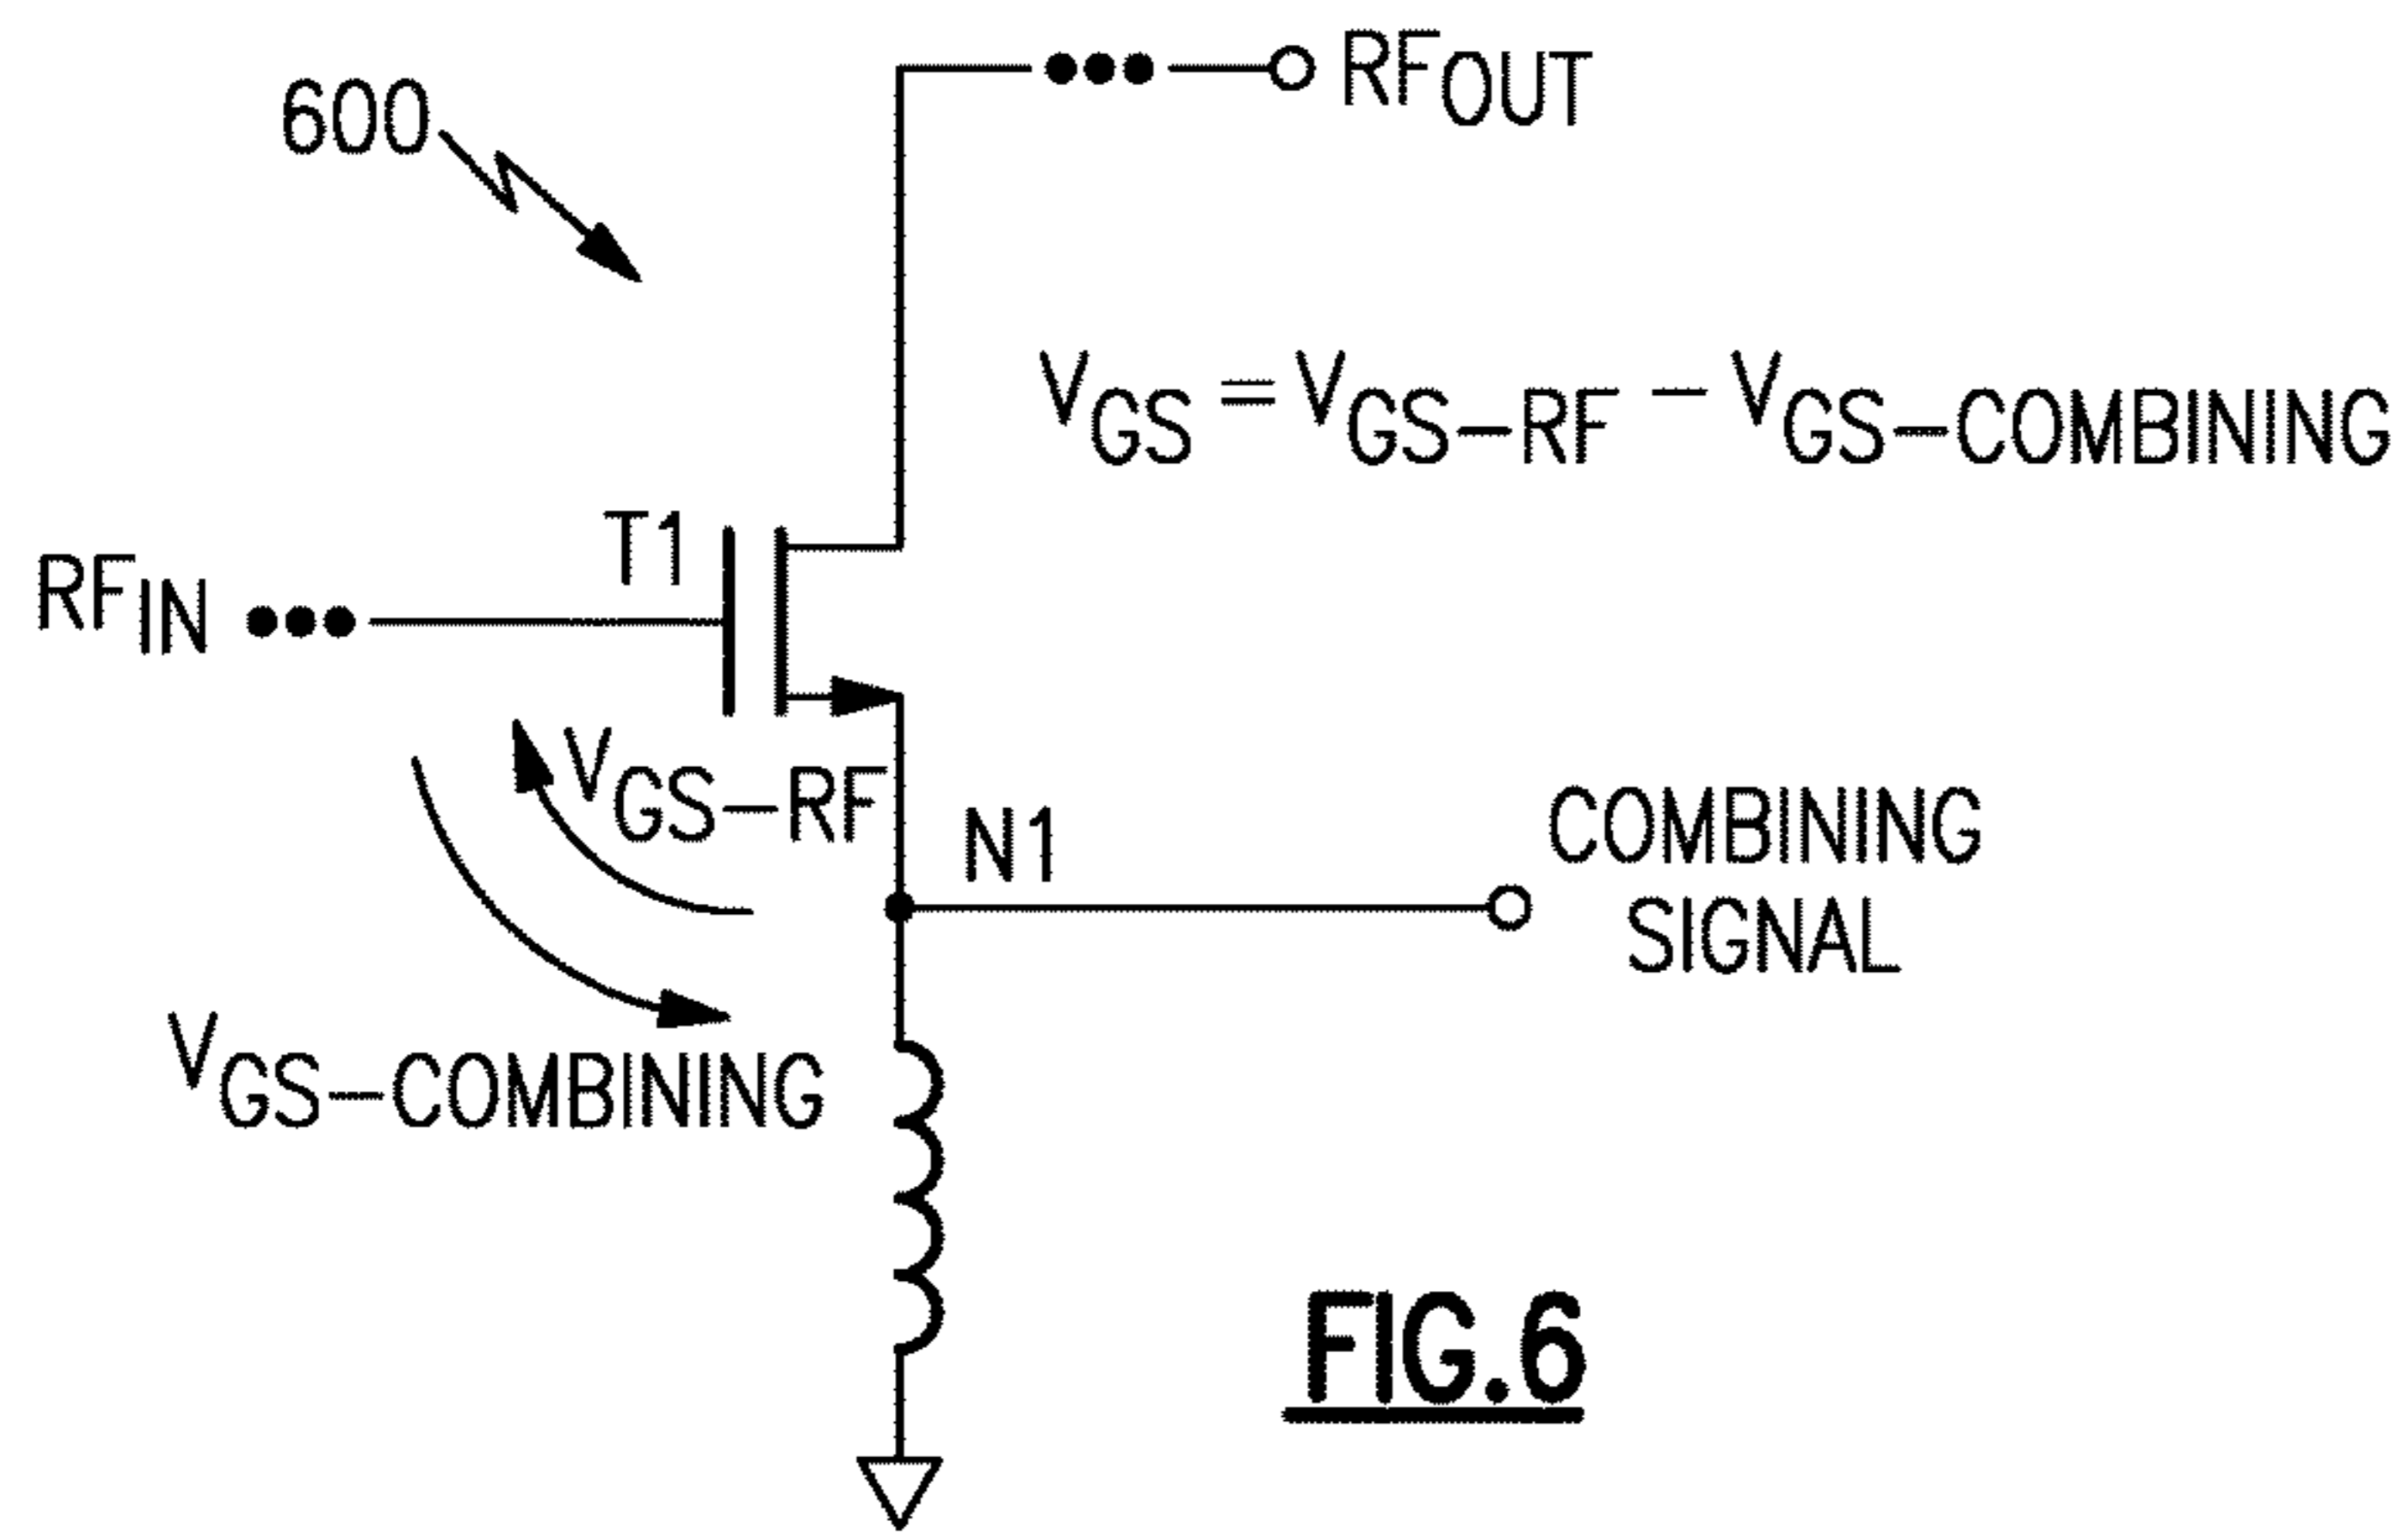 600
RFOUT
VGS = VGS-RF - VGS-COMBINING
T1
RFIN
VGS-RF
N1
COMBINING
SIGNAL
VGS-COMBINING
FIG.6